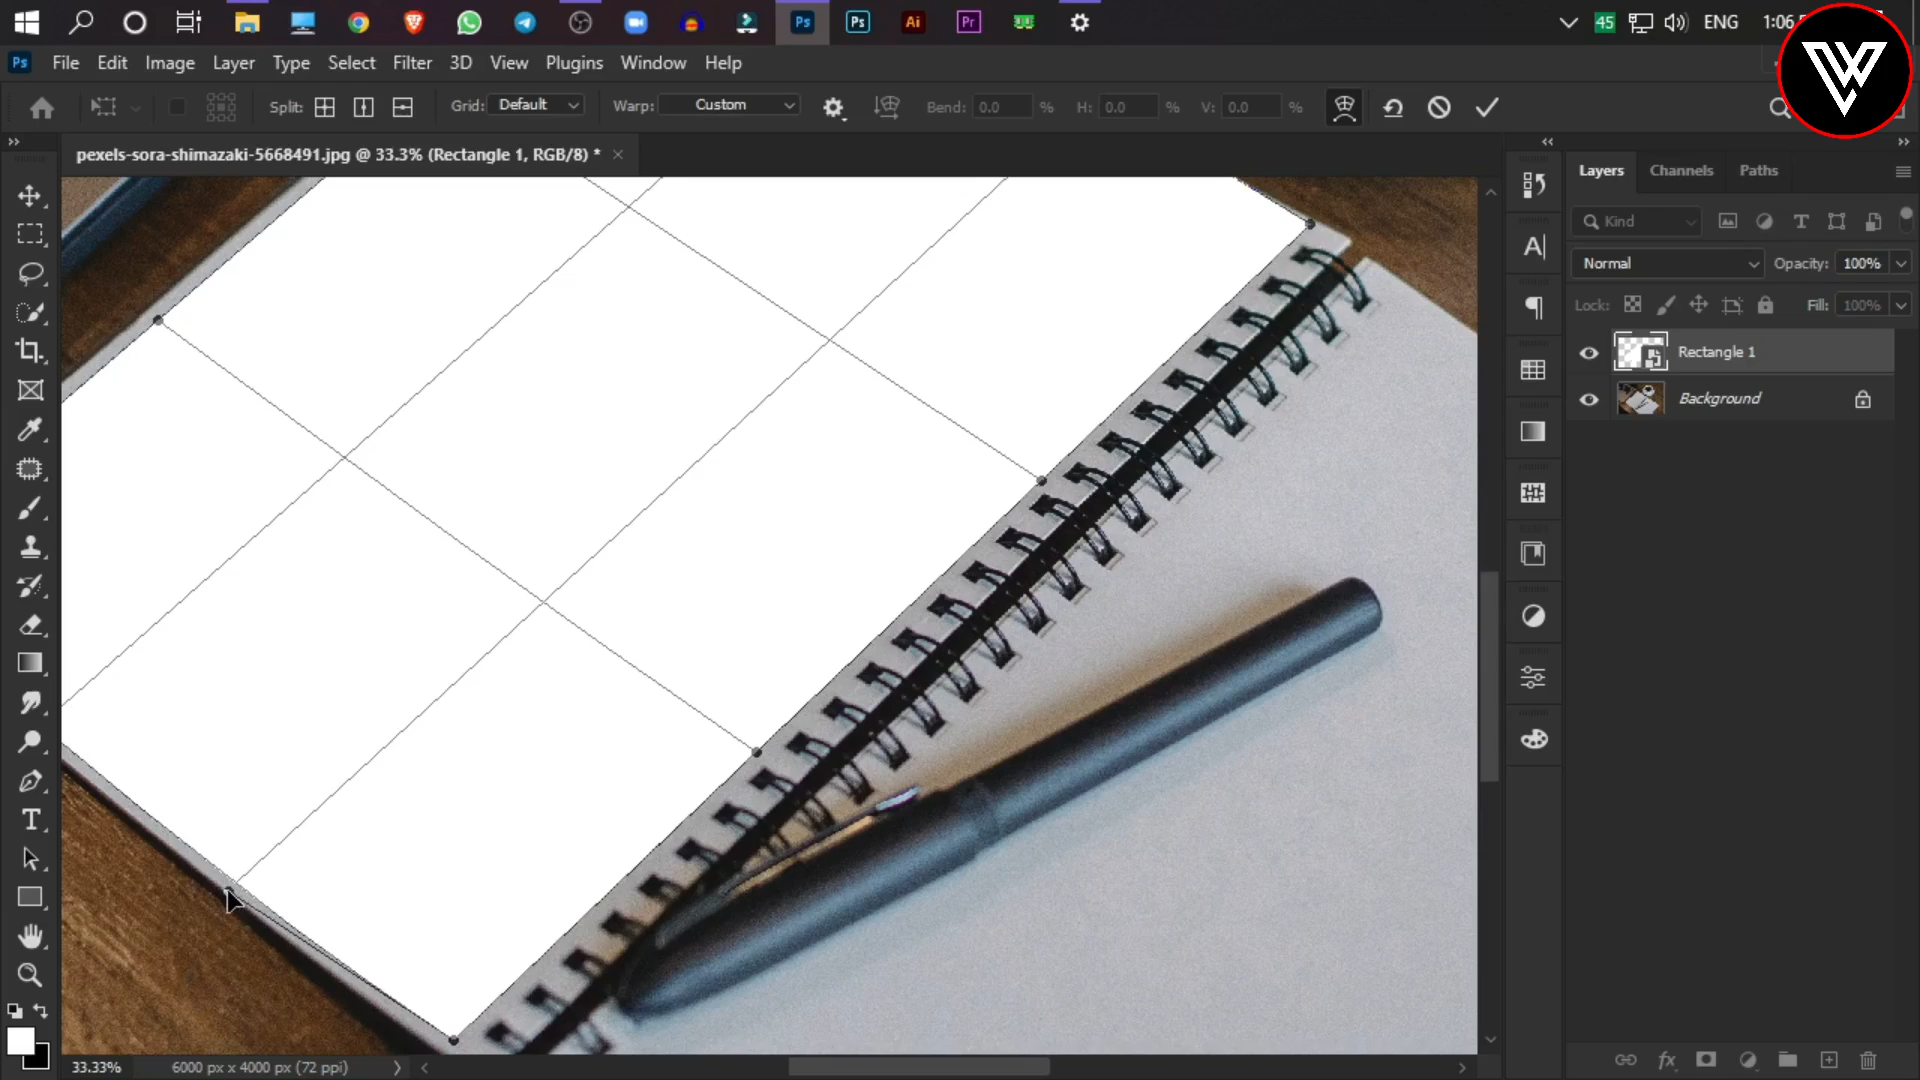 45 ENG 1:06
Ps File Edit Image Layer Type Select Filter 3D View Plugins Window Help
Split: Grid: Default Warp: Custom Bend: 0.0 % H: 0.0 % V: 0.0 %
pexels-sora-shimazaki-5668491.jpg @ 33.3% (Rectangle 1, RGB/8) * ×
Layers Channels Paths
Kind
Normal Opacity: 100%
Lock: Fill: 100%
Rectangle 1
Background
33.33% 6000 px x 4000 px (72 ppi)